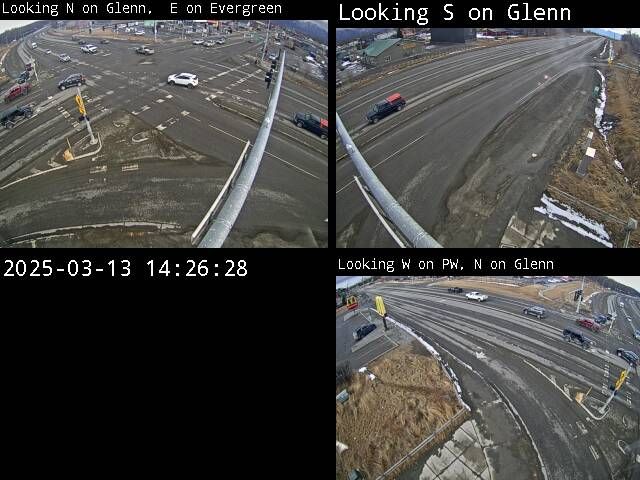 Looking N on Glenn,  E on Evergreen
Looking S on Glenn
2025-03-13 14:26:28
Looking W on PW, N on Glenn